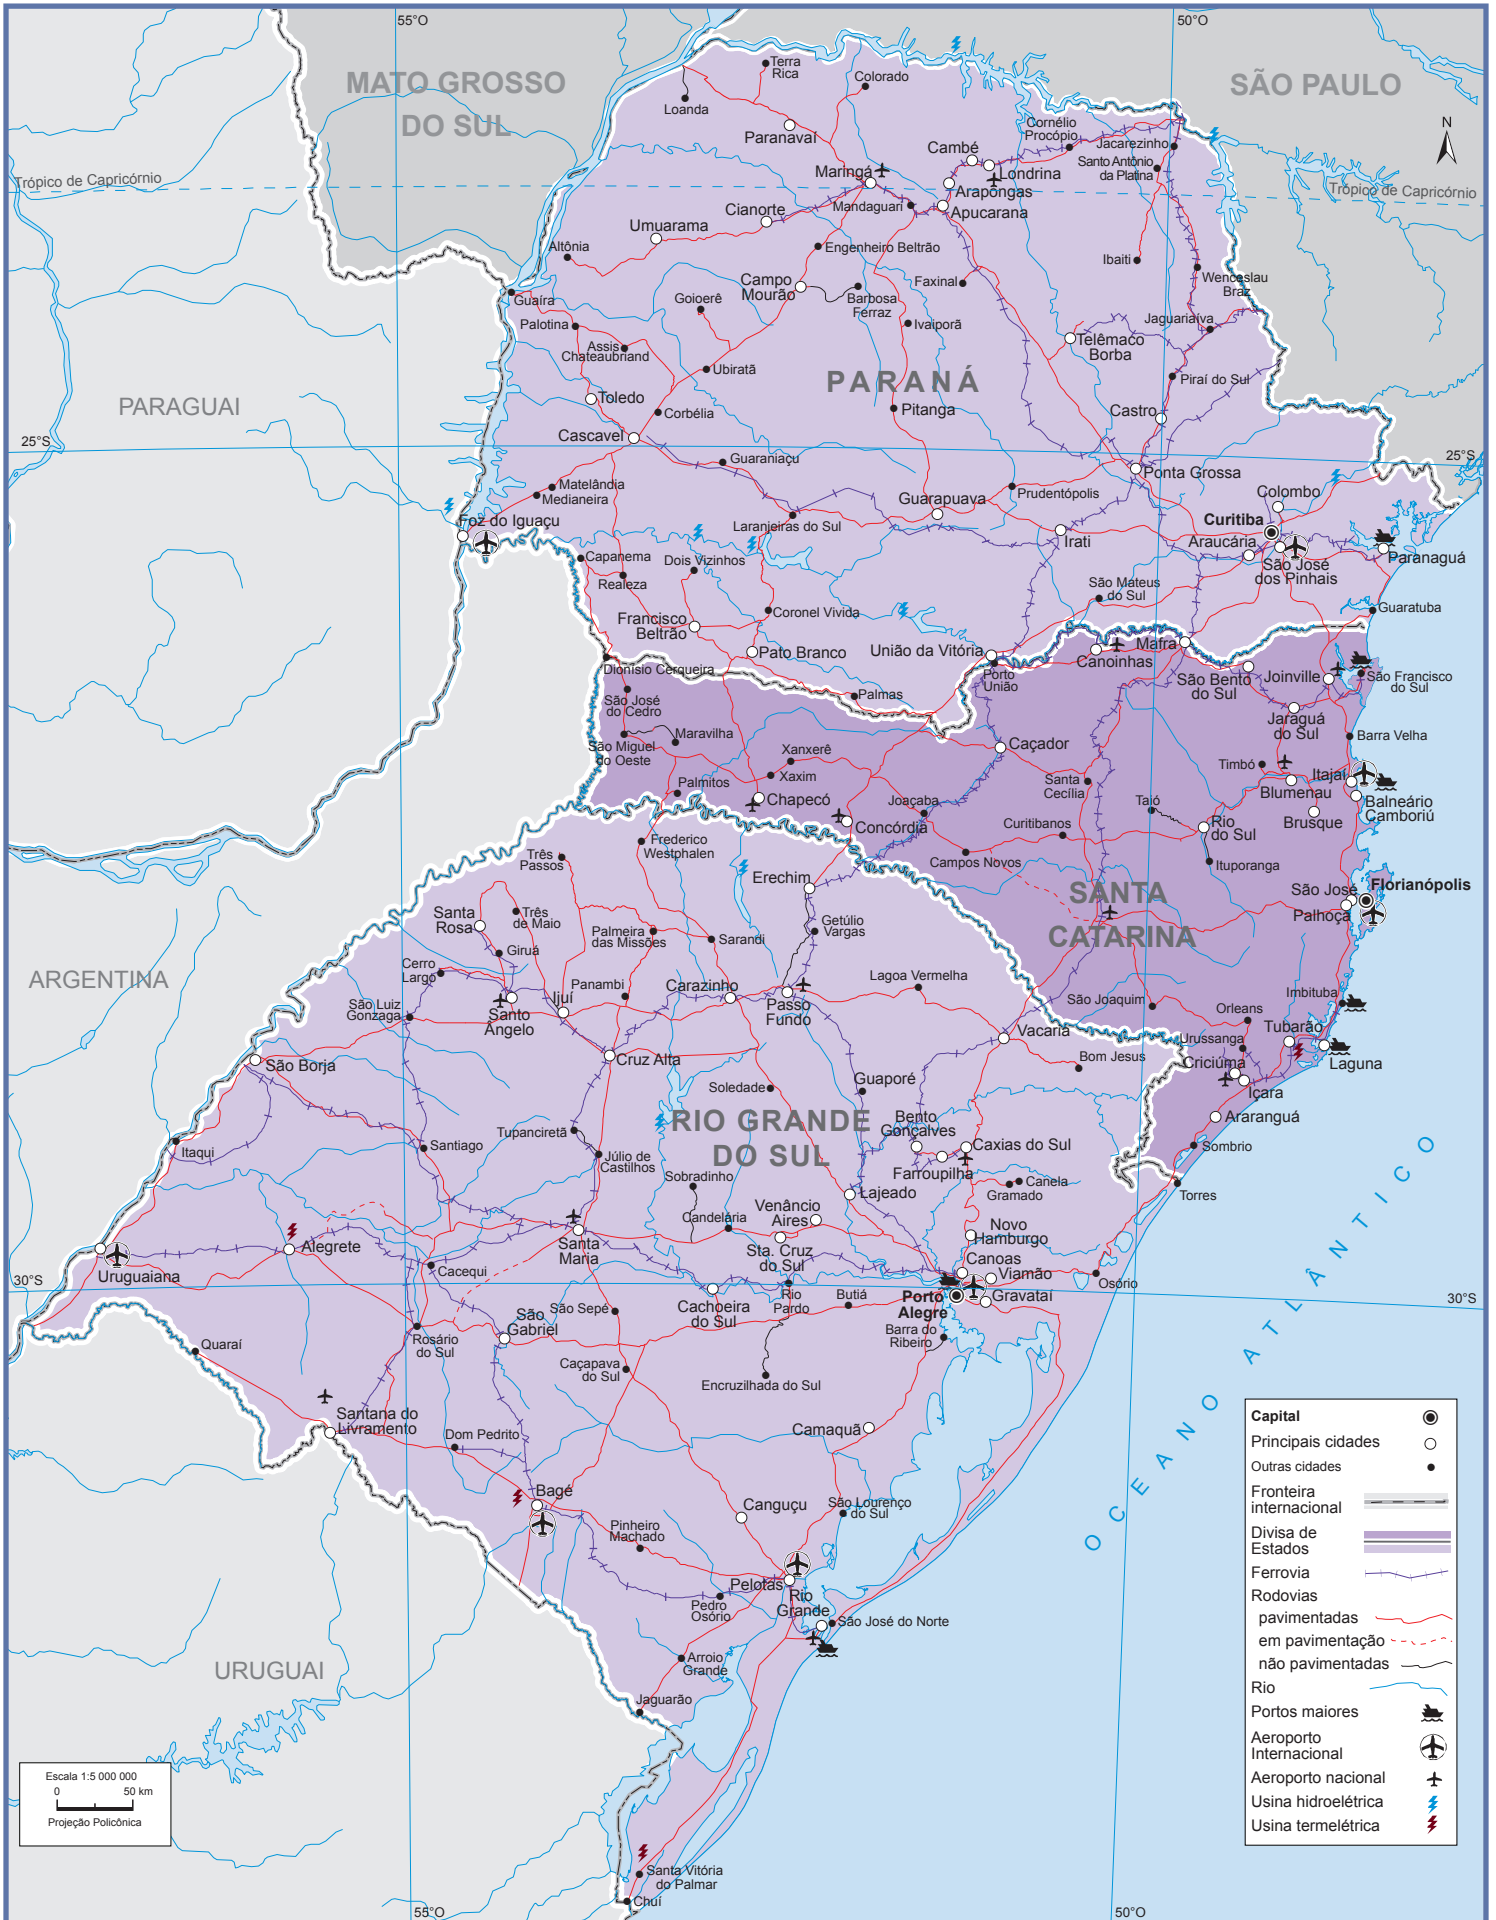 55°O
50°O
MATO GROSSO
DO SUL
SÃO PAULO
N
Trópico de Capricórnio
Trópico de Capricórnio
Terra
Rica
Colorado
Loanda
Paranavaí
Cornélio
Procópio
Jacarezinho
Cambé
Londrina
Santo Antônio
da Platina
Maringá
Arapongas
Mandaguari
Apucarana
Cianorte
Umuarama
Altônia
Engenheiro Beltrão
Ibaiti
Wenceslau
Braz
Campo
Mourão
Barbosa
Ferraz
Faxinal
Guaíra
Goioerê
Palotina
Ivaiporã
Jaguariaíva
Assis
Chateaubriand
Telêmaco
Borba
Ubiratã
PARANÁ
Piraí do Sul
PARAGUAI
Toledo
Corbélia
Pitanga
Castro
25°S
25°S
Cascavel
Guaraniaçu
Ponta Grossa
Matelândia
Medianeira
Prudentópolis
Guarapuava
Colombo
Foz do Iguaçu
Laranjeiras do Sul
Irati
Curitiba
Araucária
São José
dos Pinhais
Paranaguá
Capanema
Realeza
Dois Vizinhos
São Mateus
do Sul
Guaratuba
Francisco
Beltrão
Coronel Vivida
Pato Branco
União da Vitória
Canoinhas
Mafra
Dionísio Cerqueira
Porto
União
São Bento
do Sul
Joinville
São Francisco
do Sul
São José
do Cedro
Palmas
Jaraguá
do Sul
Maravilha
São Miguel
do Oeste
Xanxerê
Caçador
Barra Velha
Xaxim
Santa
Cecília
Timbó
Itajaí
Palmitos
Chapecó
Blumenau
Balneário
Camboriú
Joaçaba
Taió
Concórdia
Curitibanos
Rio
do Sul
Brusque
Frederico
Westphalen
Três
Passos
Campos Novos
Ituporanga
Erechim
SANTA
CATARINA
São José
Florianópolis
Palhoça
Santa
Rosa
Três
de Maio
Palmeira
das Missões
Getúlio
Vargas
Sarandi
Giruá
ARGENTINA
Cerro
Largo
Lagoa Vermelha
Panambi
Carazinho
Passo
Fundo
Imbituba
São Luiz
Gonzaga
Santo
Ângelo
Ijuí
São Joaquim
Orleans
Vacaria
Tubarão
Urussanga
São Borja
Cruz Alta
Bom Jesus
Criciúma
Laguna
Soledade
Guaporé
Içara
RIO GRANDE
DO SUL
Bento
Gonçalves
Araranguá
Itaqui
Tupanciretã
Santiago
Caxias do Sul
Sombrio
Júlio de
Castilhos
Farroupilha
Sobradinho
Canela
Gramado
Torres
Venâncio
Aires
Lajeado
Candelária
Novo
Hamburgo
Alegrete
Santa
Maria
Sta. Cruz
do Sul
Canoas
Uruguaiana
Cacequi
Viamão
Osório
30°S
30°S
Rio
Pardo
Butiá
Porto
Alegre
Gravataí
São Sepé
Cachoeira
do Sul
São
Gabriel
Rosário
do Sul
Barra do
Ribeiro
Quaraí
Caçapava
do Sul
Encruzilhada do Sul
OCEANO ATLÂNTICO
Santana do
Livramento
Camaquã
Dom Pedrito
Bagé
Canguçu
São Lourenço
do Sul
Pinheiro
Machado
Pelotas
Pedro
Osório
Rio
Grande
São José do Norte
URUGUAI
Arroio
Grande
Jaguarão
Santa Vitória
do Palmar
Chuí
55°O
50°O
Escala 1:5 000 000
0 50 km
Projeção Policônica
Capital
Principais cidades
Outras cidades
Fronteira
internacional
Divisa de
Estados
Ferrovia
Rodovias
pavimentadas
em pavimentação
não pavimentadas
Rio
Portos maiores
Aeroporto
Internacional
Aeroporto nacional
Usina hidroelétrica
Usina termelétrica